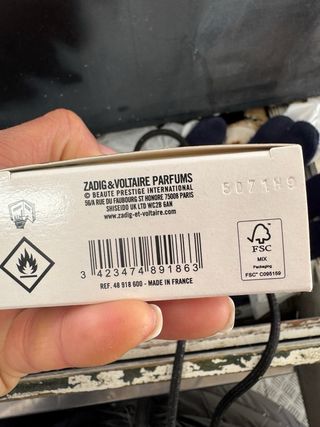 ZADIG&VOLTAIRE PARFUMS
© BEAUTE PRESTIGE INTERNATIONAL
56/A RUE DU FAUBOURG ST HONORE 75008 PARIS
SHISEIDO UK LTD WC2B 6AN
www.zadig-et-voltaire.com
5071H9
3 423474 891863
REF. 48 918 600 - MADE IN FRANCE
FSC
MIX
Packaging
FSC® C095159